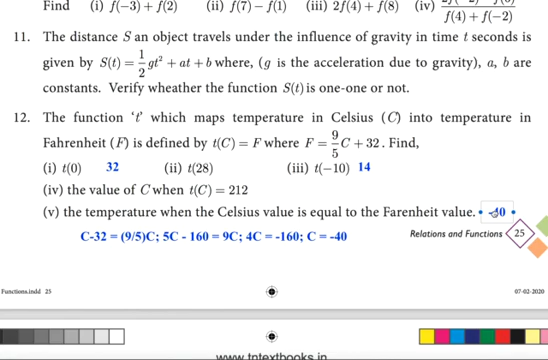 Find (i) f(−3) + f(2) (ii) f(7) − f(1) (iii) 2f(4) + f(8) (iv) f(4) + f(−2)
11. The distance S an object travels under the influence of gravity in time t seconds is
given by S(t) = 1/2 gt² + at + b where, (g is the acceleration due to gravity), a, b are
constants. Verify wheather the function S(t) is one-one or not.
12. The function ‘t’ which maps temperature in Celsius (C) into temperature in
Fahrenheit (F) is defined by t(C) = F where F = 9/5 C + 32. Find,
(i) t(0) 32 (ii) t(28) (iii) t(−10) 14
(iv) the value of C when t(C) = 212
(v) the temperature when the Celsius value is equal to the Farenheit value. -40
C-32 = (9/5)C; 5C - 160 = 9C; 4C = -160; C = -40
Relations and Functions 25
Functions.indd 25
07-02-2020
www.tntextbooks.in